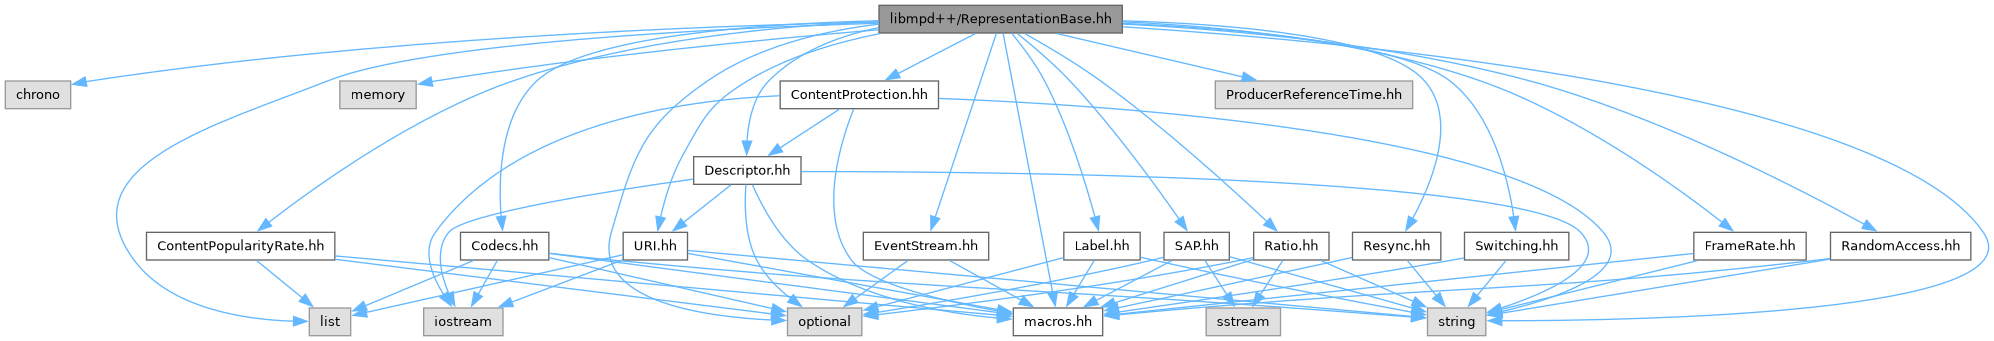 libmpd++/RepresentationBase.hh
chrono
memory
ContentProtection.hh
ProducerReferenceTime.hh
Descriptor.hh
ContentPopularityRate.hh
Codecs.hh
URI.hh
EventStream.hh
Label.hh
SAP.hh
Ratio.hh
Resync.hh
Switching.hh
FrameRate.hh
RandomAccess.hh
list
iostream
optional
macros.hh
sstream
string